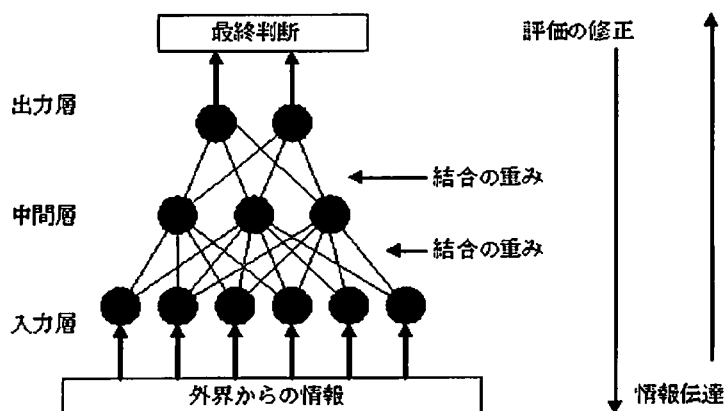 最終判断
評価の修正
出力層
結合の重み
中間層
結合の重み
入力層
外界からの情報
情報伝達